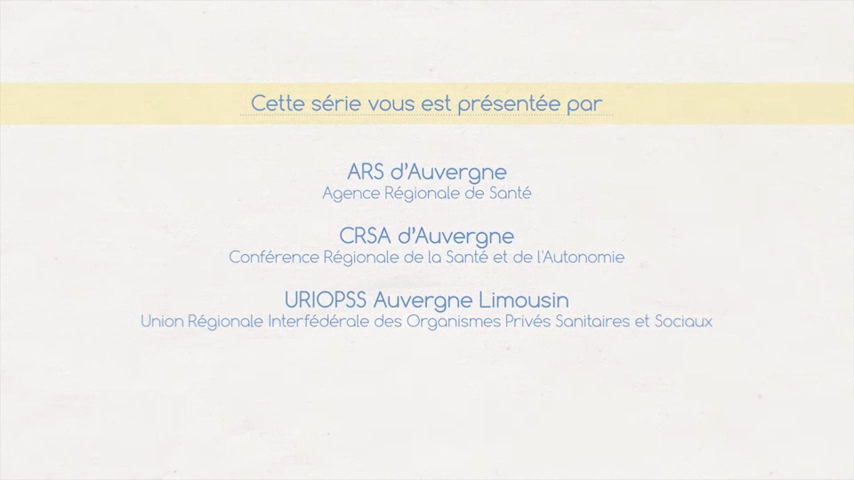 Cette série vous est présentée par
ARS d'Auvergne
Agence Régionale de Santé
CRSA d'Auvergne
Conférence Régionale de la Santé et de l'Autonomie
URIOPSS Auvergne Limousin
Union Régionale Interfédérale des Organismes Privés Sanitaires et Sociaux